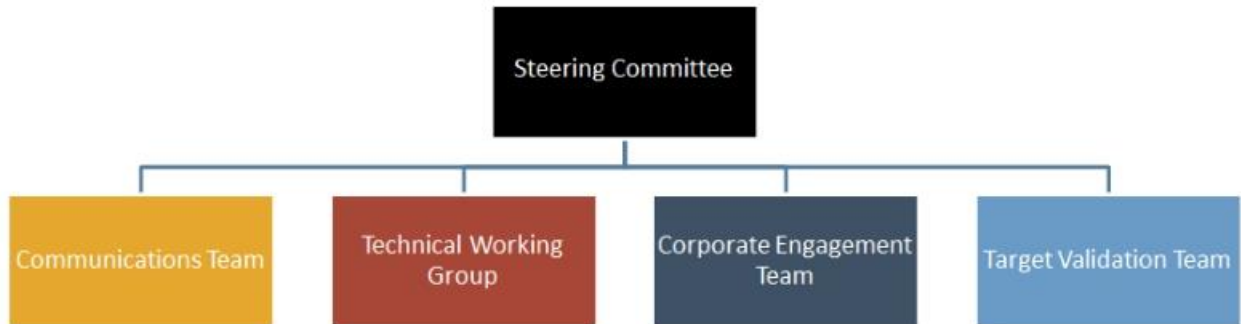 Steering Committee
Communications Team
Technical Working
Group
Corporate Engagement
Team
Target Validation Team